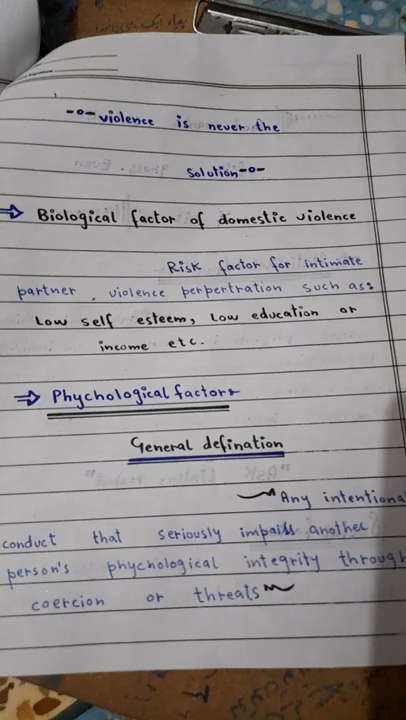 -o- violence is never the
Solution -o-
⇒ Biological factor of domestic violence
Risk factor for intimate
partner . violence perpertration such as:
Low self esteem, Low education or
income etc.
⇒ Phychological factors
General defination
Any intentional
conduct that seriously impairs another
person's phychological integrity through
coercion or threats